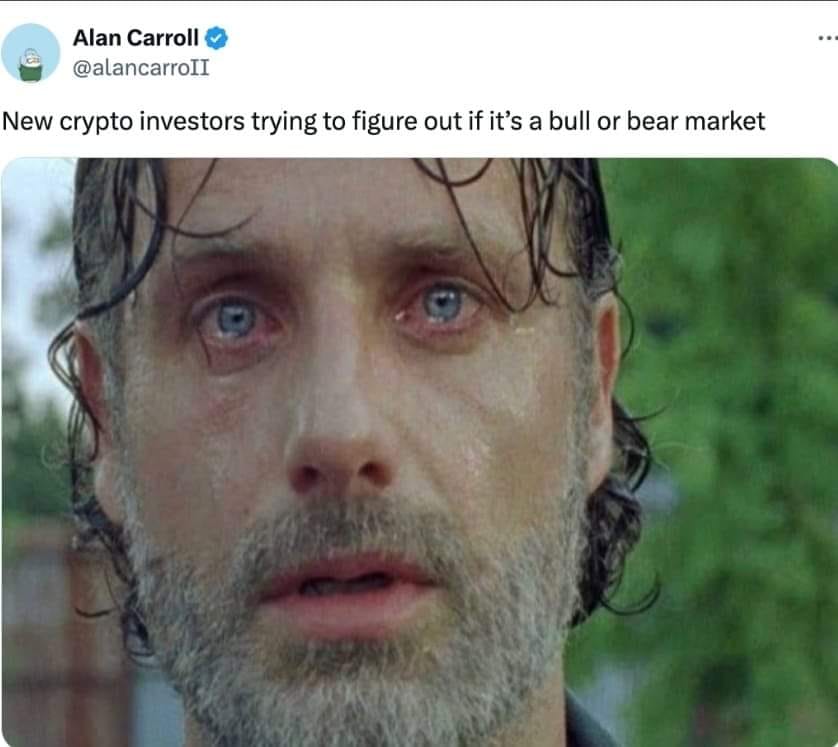 Alan Carroll
@alancarroII
New crypto investors trying to figure out if it’s a bull or bear market